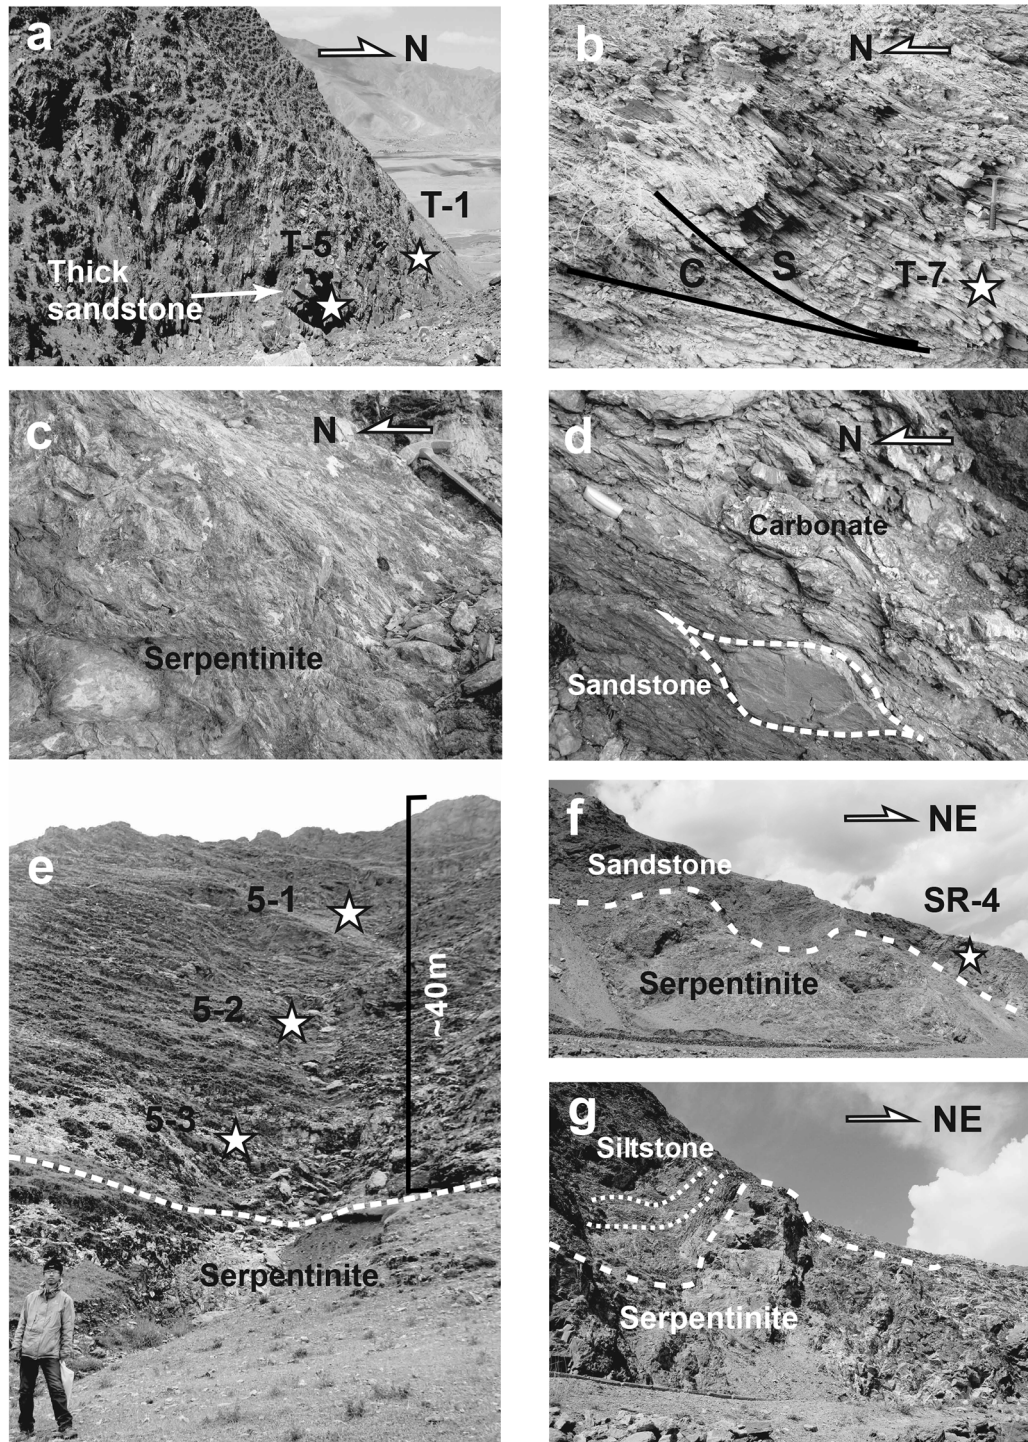 a
N
T-1
T-5
Thick
sandstone
b
N
C
S
T-7
c
N
Serpentinite
d
N
Carbonate
Sandstone
e
5-1
5-2
5-3
~40m
Serpentinite
f
NE
Sandstone
SR-4
Serpentinite
g
NE
Siltstone
Serpentinite